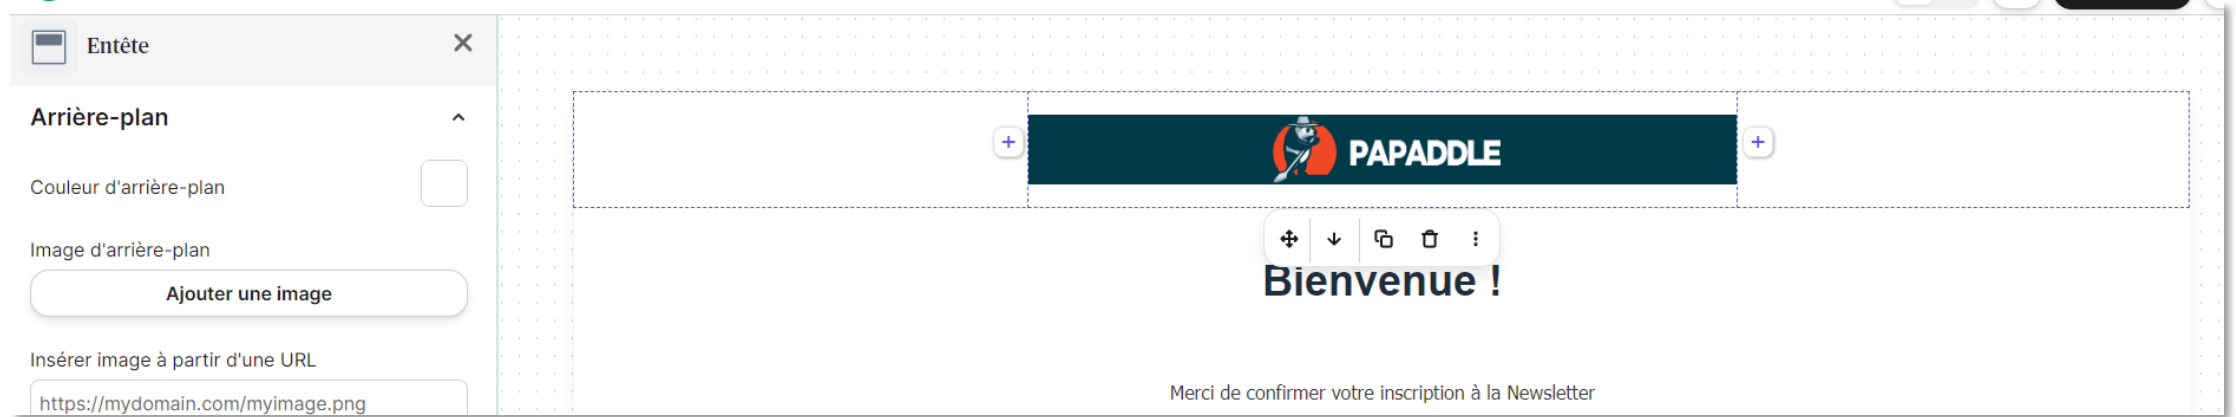 Entête
Arrière-plan
Couleur d'arrière-plan
Image d'arrière-plan
Ajouter une image
Insérer image à partir d'une URL
https://mydomain.com/myimage.png
PAPADDLE
Bienvenue !
Merci de confirmer votre inscription à la Newsletter